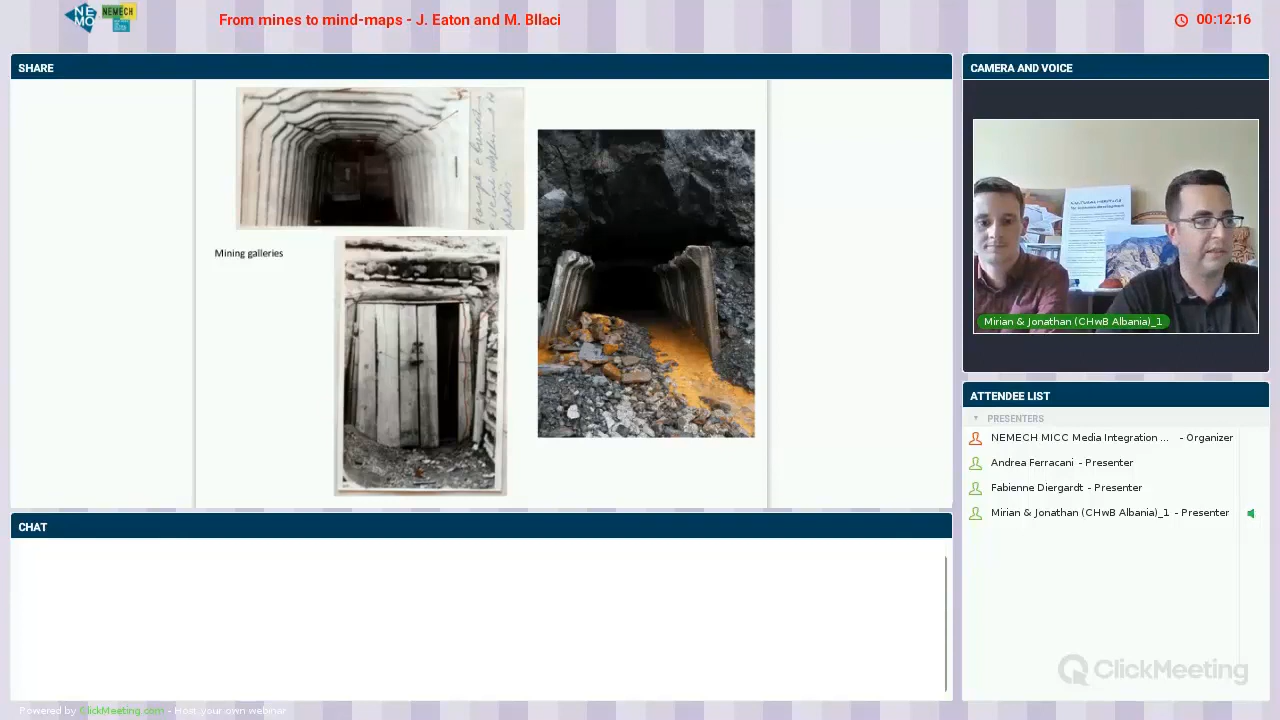 NE
MO
NEMECH
From mines to mind-maps - J. Eaton and M. Bllaci
00:12:16
SHARE
CAMERA AND VOICE
Mining galleries
Mirian & Jonathan (CHwB Albania)_1
ATTENDEE LIST
PRESENTERS
NEMECH MICC Media Integration ... - Organizer
Andrea Ferracani - Presenter
Fabienne Diergardt - Presenter
Mirian & Jonathan (CHwB Albania)_1 - Presenter
CHAT
ClickMeeting
Powered by ClickMeeting.com - Host your own webinar